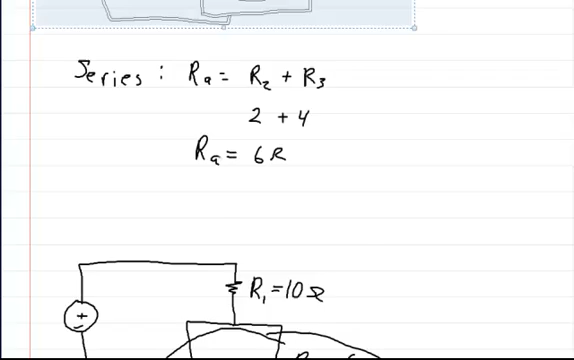 Series : Ra = R2 + R3
2 + 4
Ra = 6Ω
+
-
R1 = 10Ω